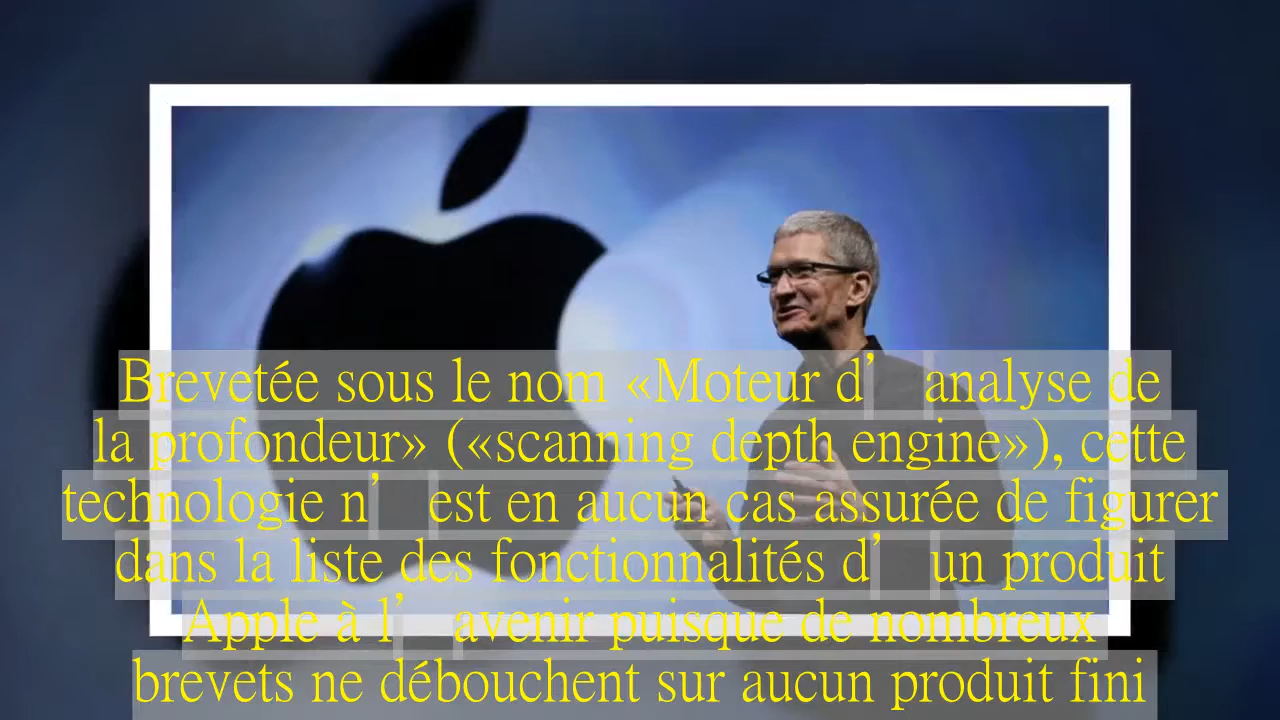 Brevetée sous le nom «Moteur d’ analyse de
la profondeur» («scanning depth engine»), cette
technologie n’ est en aucun cas assurée de figurer
dans la liste des fonctionnalités d’ un produit
Apple à l’ avenir puisque de nombreux
brevets ne débouchent sur aucun produit fini